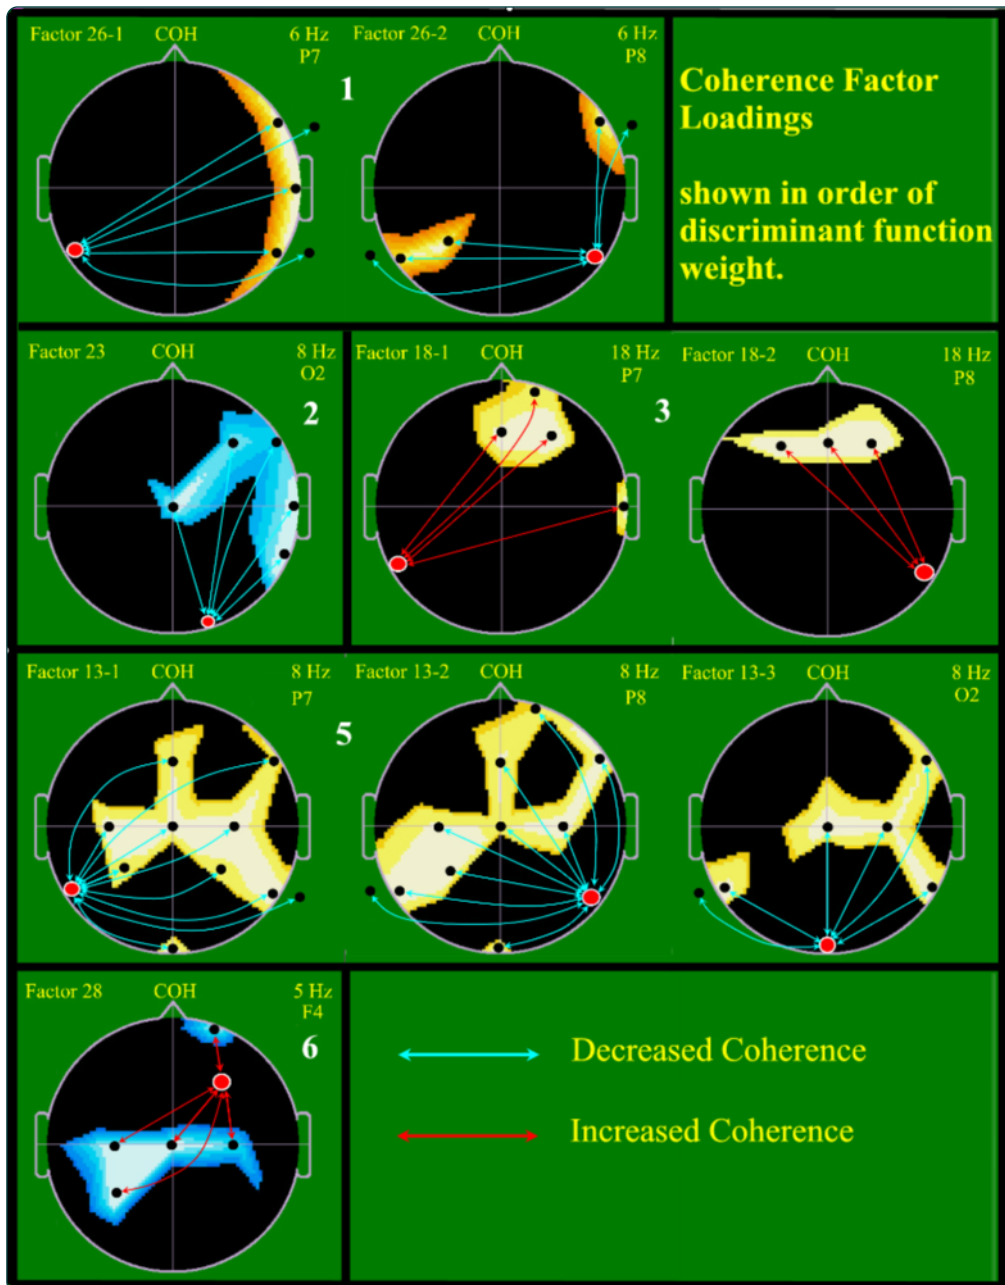 Factor 26-1 COH 6 Hz
P7
1
Factor 26-2 COH 6 Hz
P8
Coherence Factor
Loadings
shown in order of
discriminant function
weight.
Factor 23 COH 8 Hz
O2
2
Factor 18-1 COH 18 Hz
P7
3
Factor 18-2 COH 18 Hz
P8
Factor 13-1 COH 8 Hz
P7
5
Factor 13-2 COH 8 Hz
P8
Factor 13-3 COH 8 Hz
O2
Factor 28 COH 5 Hz
F4
6
Decreased Coherence
Increased Coherence